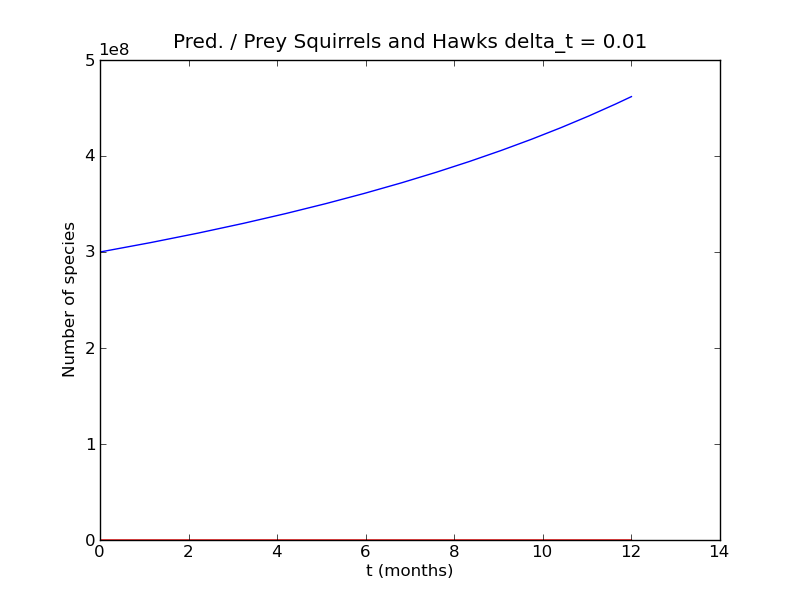 Pred. / Prey Squirrels and Hawks delta_t = 0.01
1e8
5
4
3
2
1
0
Number of species
0 2 4 6 8 10 12 14
t (months)